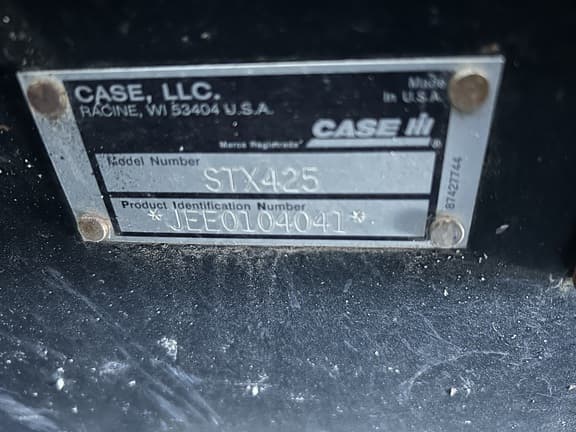 CASE, LLC.
RACINE, WI 53404 U.S.A.
Made
In U.S.A.
CASE IH
Marca Registrada
Model Number
STX425
Product Identification Number
*JEE0104041*
87427744